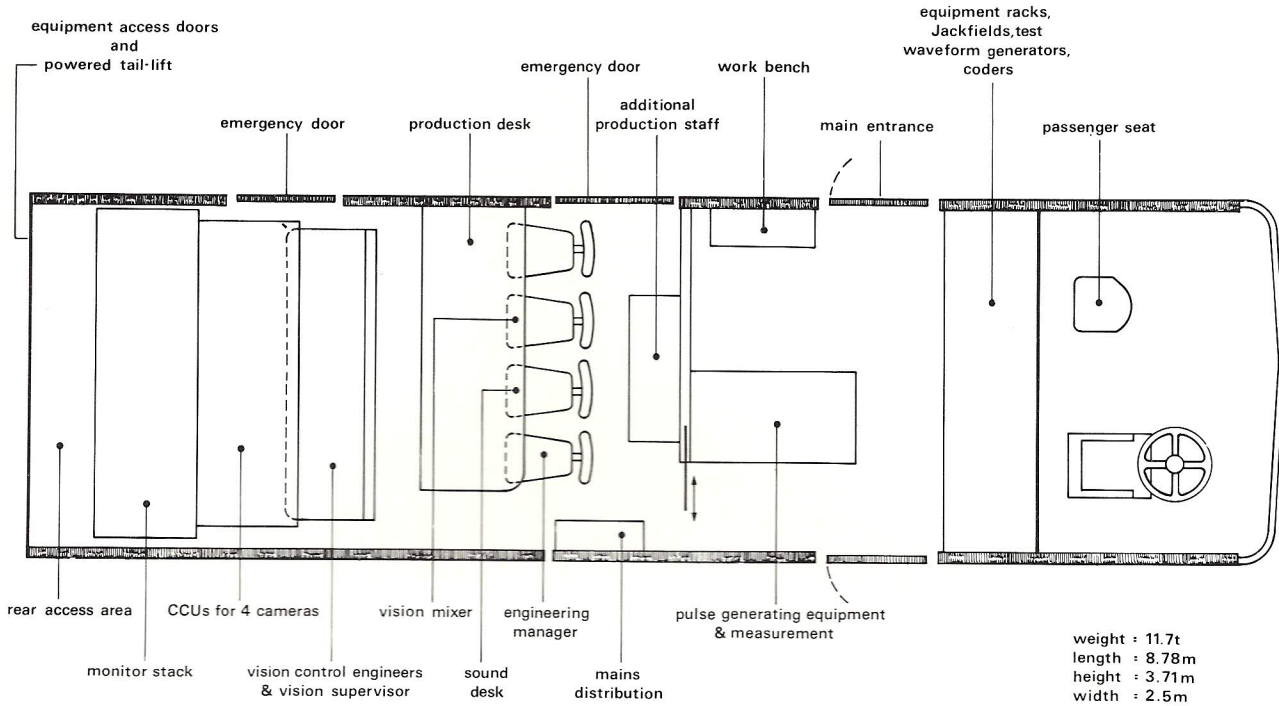 equipment access doors
and
powered tail-lift
emergency door
production desk
emergency door
additional
production staff
work bench
main entrance
equipment racks,
Jackfields,test
waveform generators,
coders
passenger seat
rear access area
monitor stack
CCUs for 4 cameras
vision control engineers
& vision supervisor
vision mixer
sound
desk
engineering
manager
mains
distribution
pulse generating equipment
& measurement
weight : 11.7t
length : 8.78m
height : 3.71m
width : 2.5m